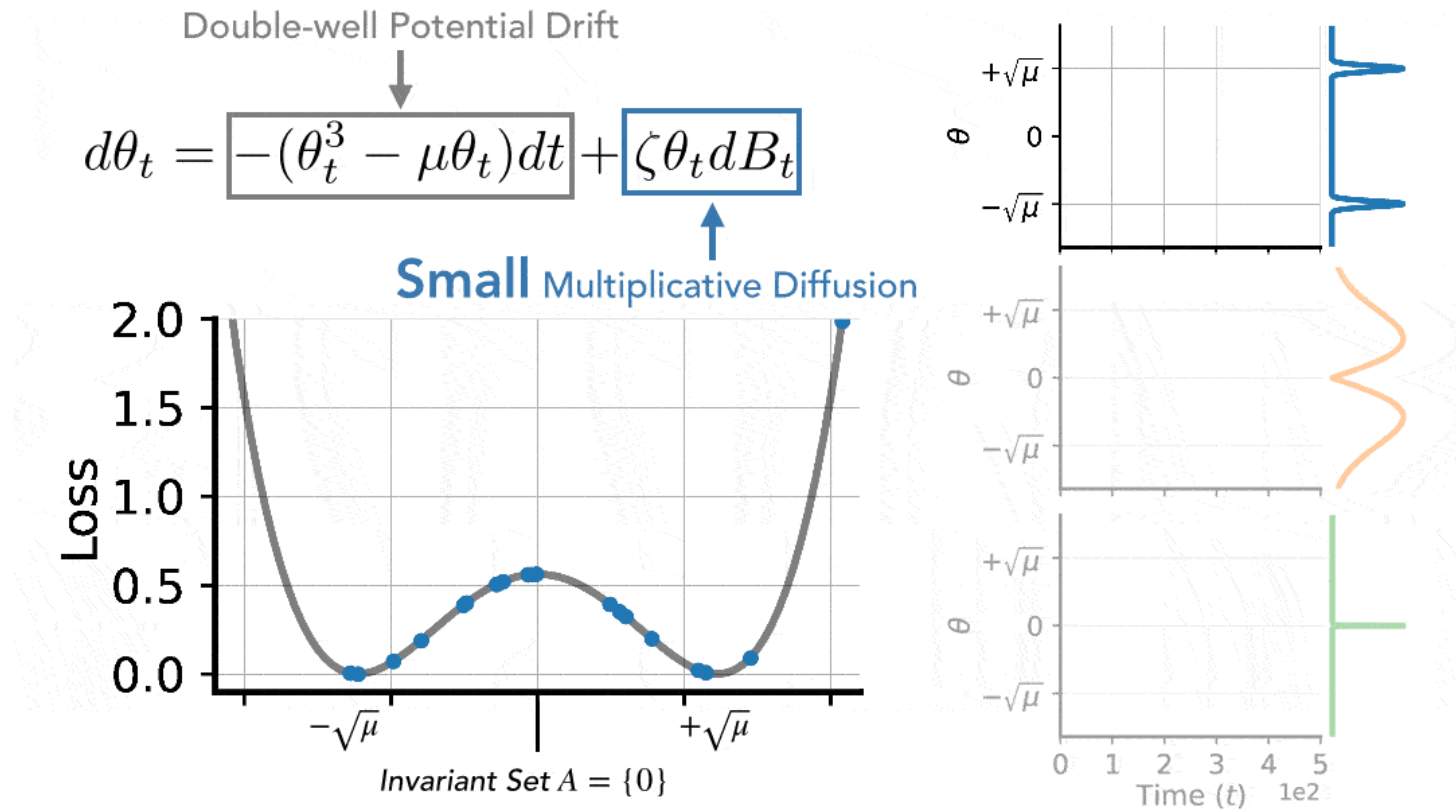 Double-well Potential Drift
dθ_t = −(θ_t^3 − μθ_t)dt + ζθ_t dB_t
Small Multiplicative Diffusion
Loss
2.0
1.5
1.0
0.5
0.0
−√μ
+√μ
Invariant Set A = {0}
θ
+√μ
0
−√μ
θ
+√μ
0
−√μ
θ
+√μ
0
−√μ
0 1 2 3 4 5
Time (t) 1e2